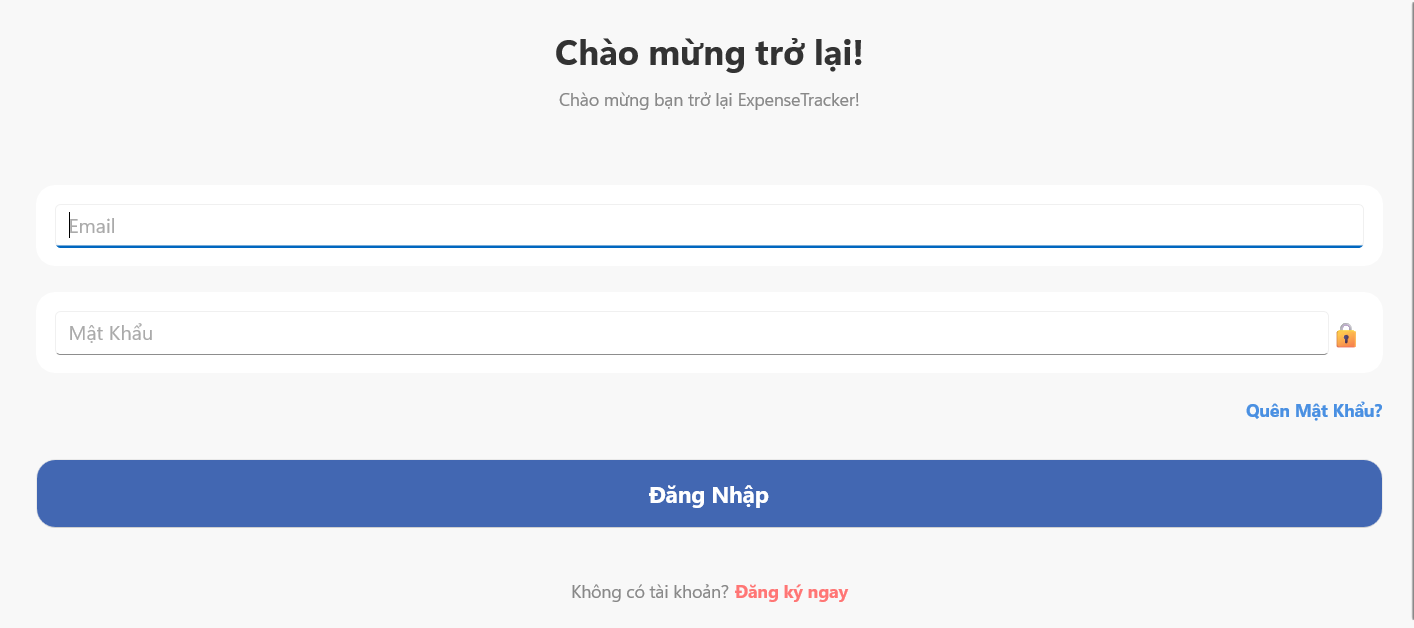 Chào mừng trở lại!
Chào mừng bạn trở lại ExpenseTracker!
Email
Mật Khẩu
Quên Mật Khẩu?
Đăng Nhập
Không có tài khoản? Đăng ký ngay